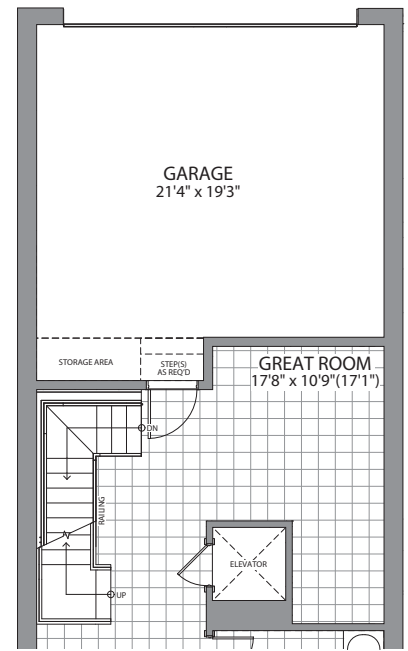 GARAGE
21'4" x 19'3"
STORAGE AREA
STEP(S)
AS REQ'D
GREAT ROOM
17'8" x 10'9"(17'1")
DN
RAILING
ELEVATOR
UP